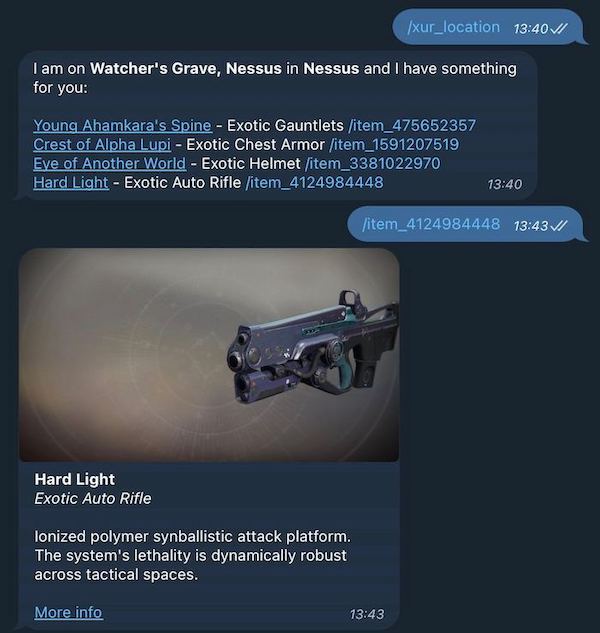 /xur_location 13:40
I am on Watcher's Grave, Nessus in Nessus and I have something
for you:
Young Ahamkara's Spine - Exotic Gauntlets /item_475652357
Crest of Alpha Lupi - Exotic Chest Armor /item_1591207519
Eye of Another World - Exotic Helmet /item_3381022970
Hard Light - Exotic Auto Rifle /item_4124984448 13:40
/item_4124984448 13:43
Hard Light
Exotic Auto Rifle
Ionized polymer synballistic attack platform.
The system's lethality is dynamically robust
across tactical spaces.
More info 13:43